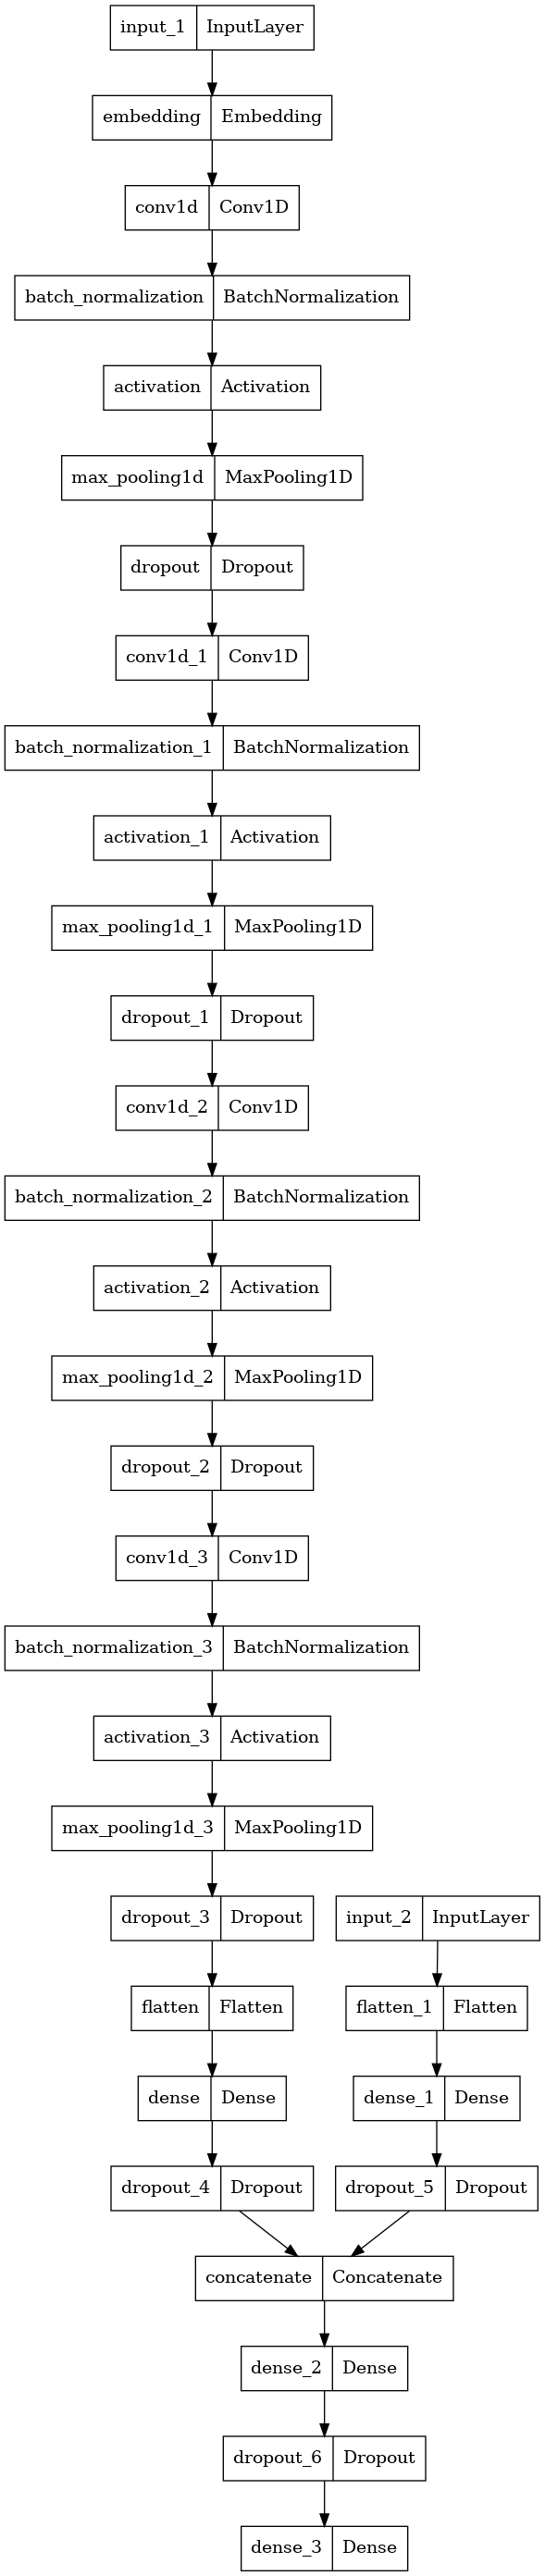 input_1 InputLayer
embedding Embedding
conv1d Conv1D
batch_normalization BatchNormalization
activation Activation
max_pooling1d MaxPooling1D
dropout Dropout
conv1d_1 Conv1D
batch_normalization_1 BatchNormalization
activation_1 Activation
max_pooling1d_1 MaxPooling1D
dropout_1 Dropout
conv1d_2 Conv1D
batch_normalization_2 BatchNormalization
activation_2 Activation
max_pooling1d_2 MaxPooling1D
dropout_2 Dropout
conv1d_3 Conv1D
batch_normalization_3 BatchNormalization
activation_3 Activation
max_pooling1d_3 MaxPooling1D
dropout_3 Dropout input_2 InputLayer
flatten Flatten flatten_1 Flatten
dense Dense dense_1 Dense
dropout_4 Dropout dropout_5 Dropout
concatenate Concatenate
dense_2 Dense
dropout_6 Dropout
dense_3 Dense